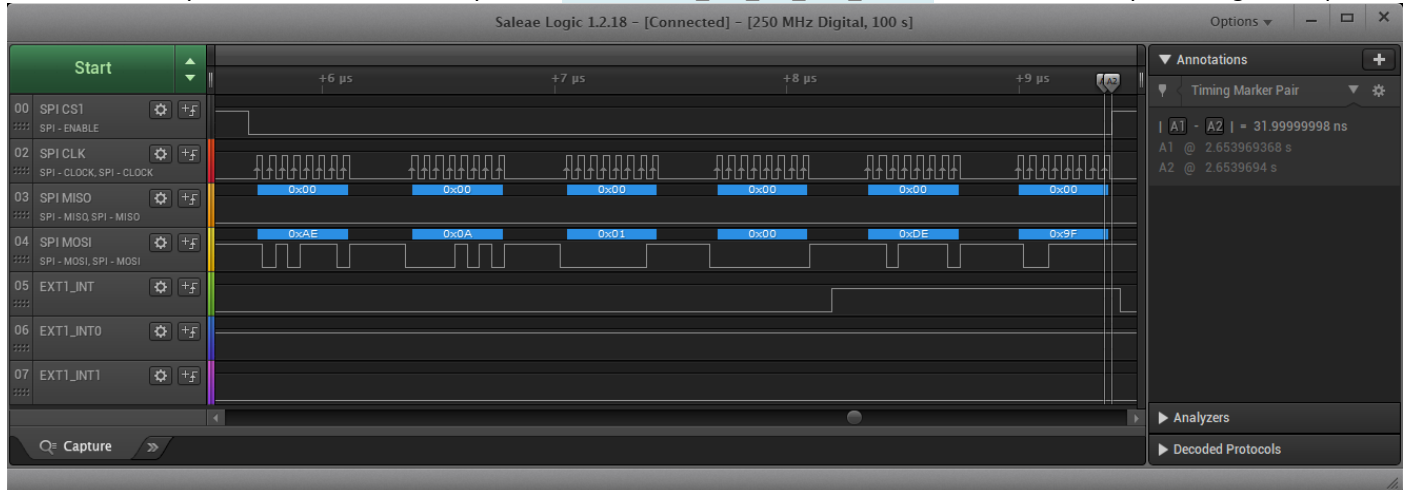 Saleae Logic 1.2.18 - [Connected] - [250 MHz Digital, 100 s]
Options
Start
+6 µs
+7 µs
+8 µs
+9 µs
A2
Annotations
Timing Marker Pair
| A1 - A2 | = 31.99999998 ns
A1 @ 2.653969368 s
A2 @ 2.6539694 s
00 SPI CS1
SPI - ENABLE
02 SPI CLK
SPI - CLOCK, SPI - CLOCK
03 SPI MISO
SPI - MISO, SPI - MISO
0x00 0x00 0x00 0x00 0x00 0x00
04 SPI MOSI
SPI - MOSI, SPI - MOSI
0xAE 0x0A 0x01 0x00 0xDE 0x9F
05 EXT1_INT
06 EXT1_INT0
07 EXT1_INT1
Analyzers
Decoded Protocols
Capture